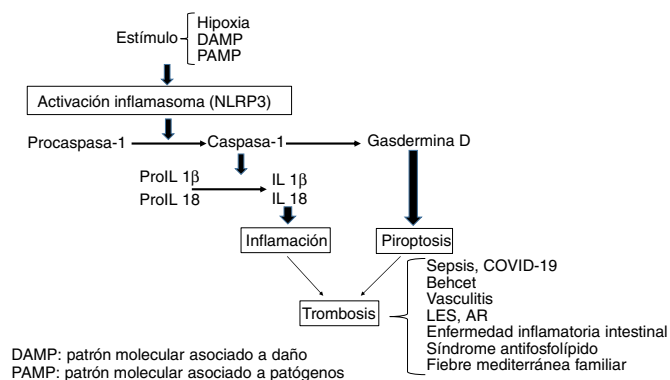 Hipoxia
Estímulo DAMP
PAMP
Activación inflamasoma (NLRP3)
Procaspasa-1 Caspasa-1 Gasdermina D
ProIL 1β IL 1β
ProIL 18 IL 18
Inflamación Piroptosis
Trombosis
Sepsis, COVID-19
Behcet
Vasculitis
LES, AR
Enfermedad inflamatoria intestinal
Síndrome antifosfolípido
Fiebre mediterránea familiar
DAMP: patrón molecular asociado a daño
PAMP: patrón molecular asociado a patógenos